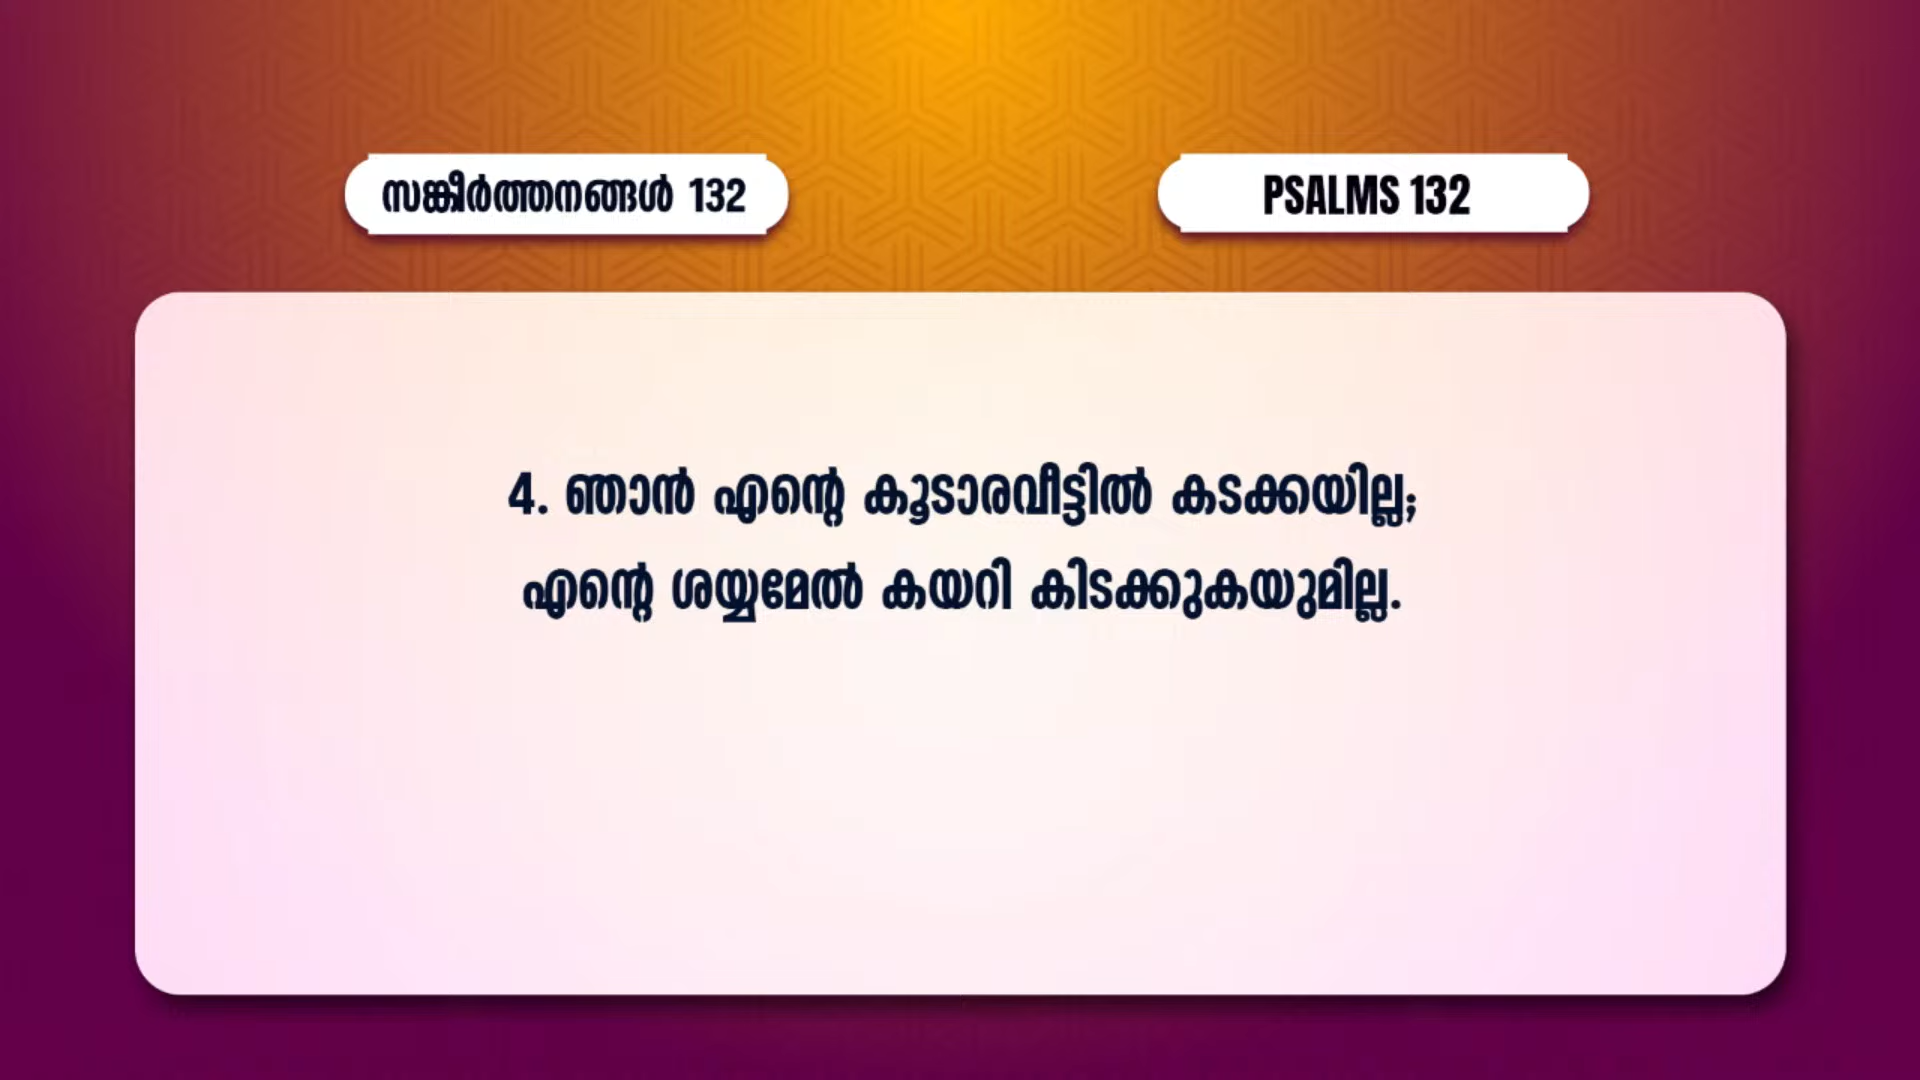 സങ്കീർത്തനങ്ങൾ 132
PSALMS 132
4. ഞാൻ എന്റെ കൂടാരവീട്ടിൽ കടക്കയില്ല;
എന്റെ ശയ്യമേൽ കയറി കിടക്കുകയുമില്ല.